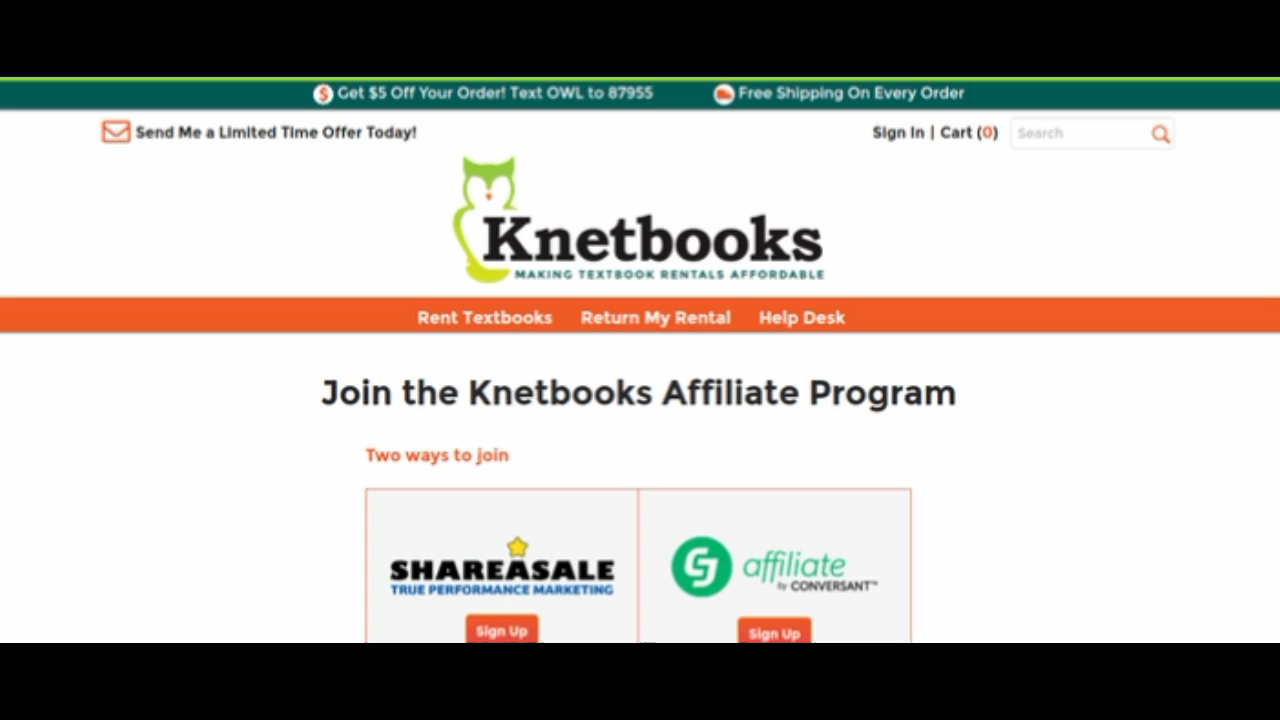 Get $5 Off Your Order! Text OWL to 87955 Free Shipping On Every Order
Send Me a Limited Time Offer Today! Sign In | Cart (0) Search
Knetbooks
MAKING TEXTBOOK RENTALS AFFORDABLE
Rent Textbooks Return My Rental Help Desk
Join the Knetbooks Affiliate Program
Two ways to join
SHAREASALE
TRUE PERFORMANCE MARKETING
Sign Up
CJ affiliate
by CONVERSANT™
Sign Up